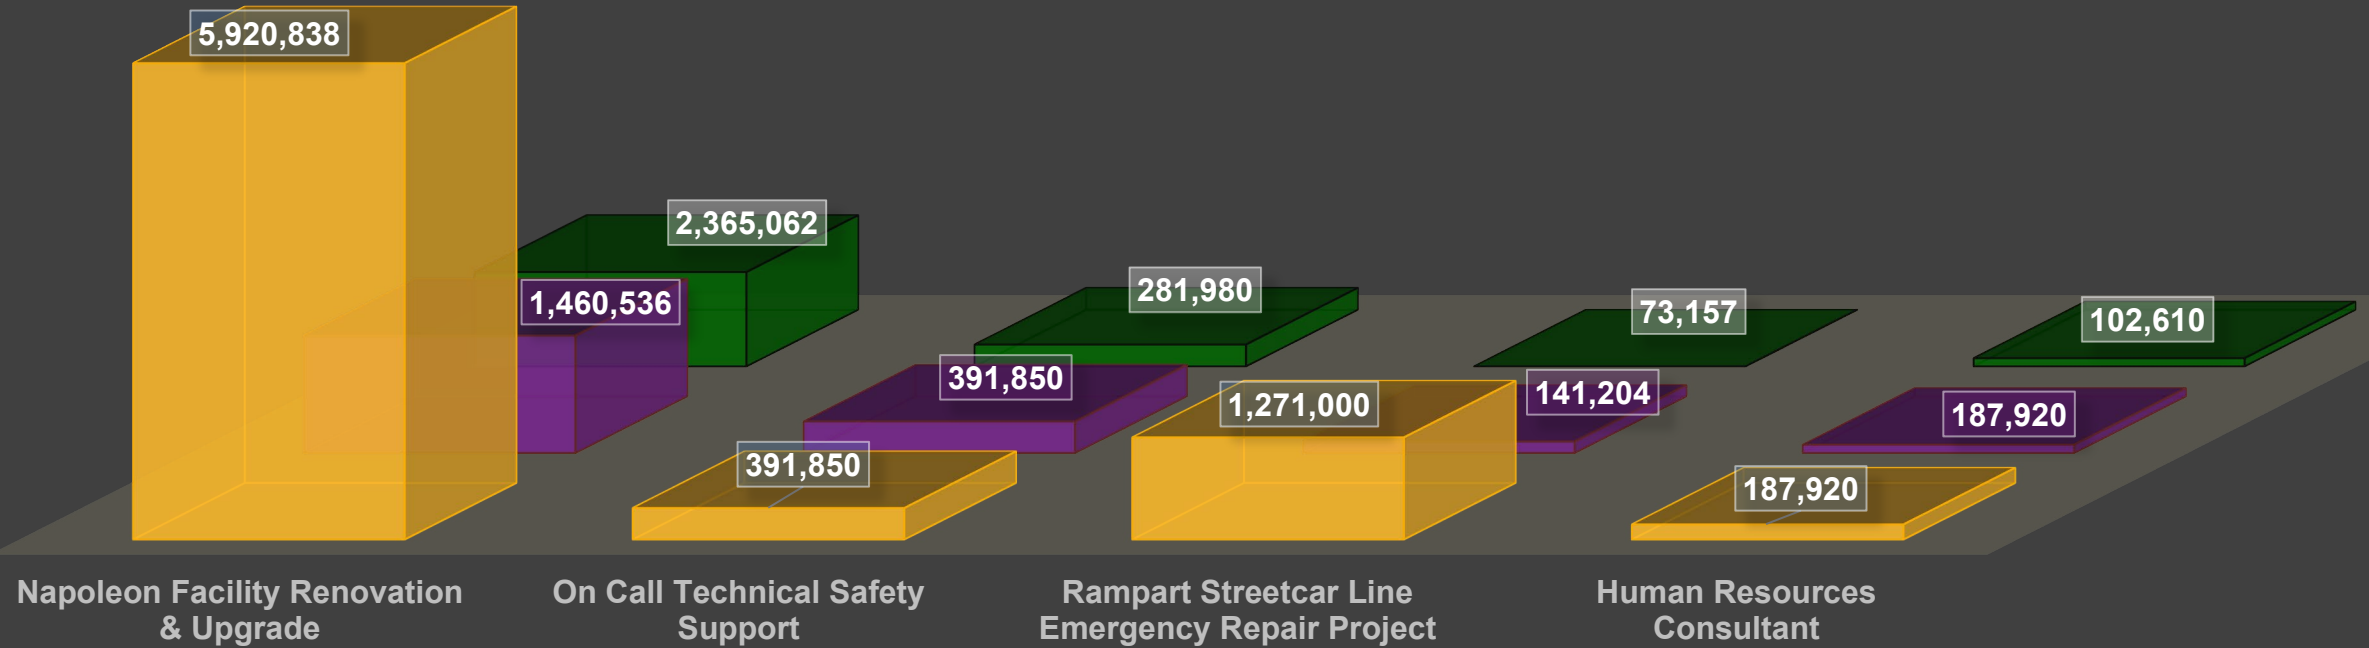 5,920,838
2,365,062
1,460,536
281,980
73,157
102,610
391,850
1,271,000
141,204
187,920
391,850
187,920
Napoleon Facility Renovation
& Upgrade
On Call Technical Safety
Support
Rampart Streetcar Line
Emergency Repair Project
Human Resources
Consultant